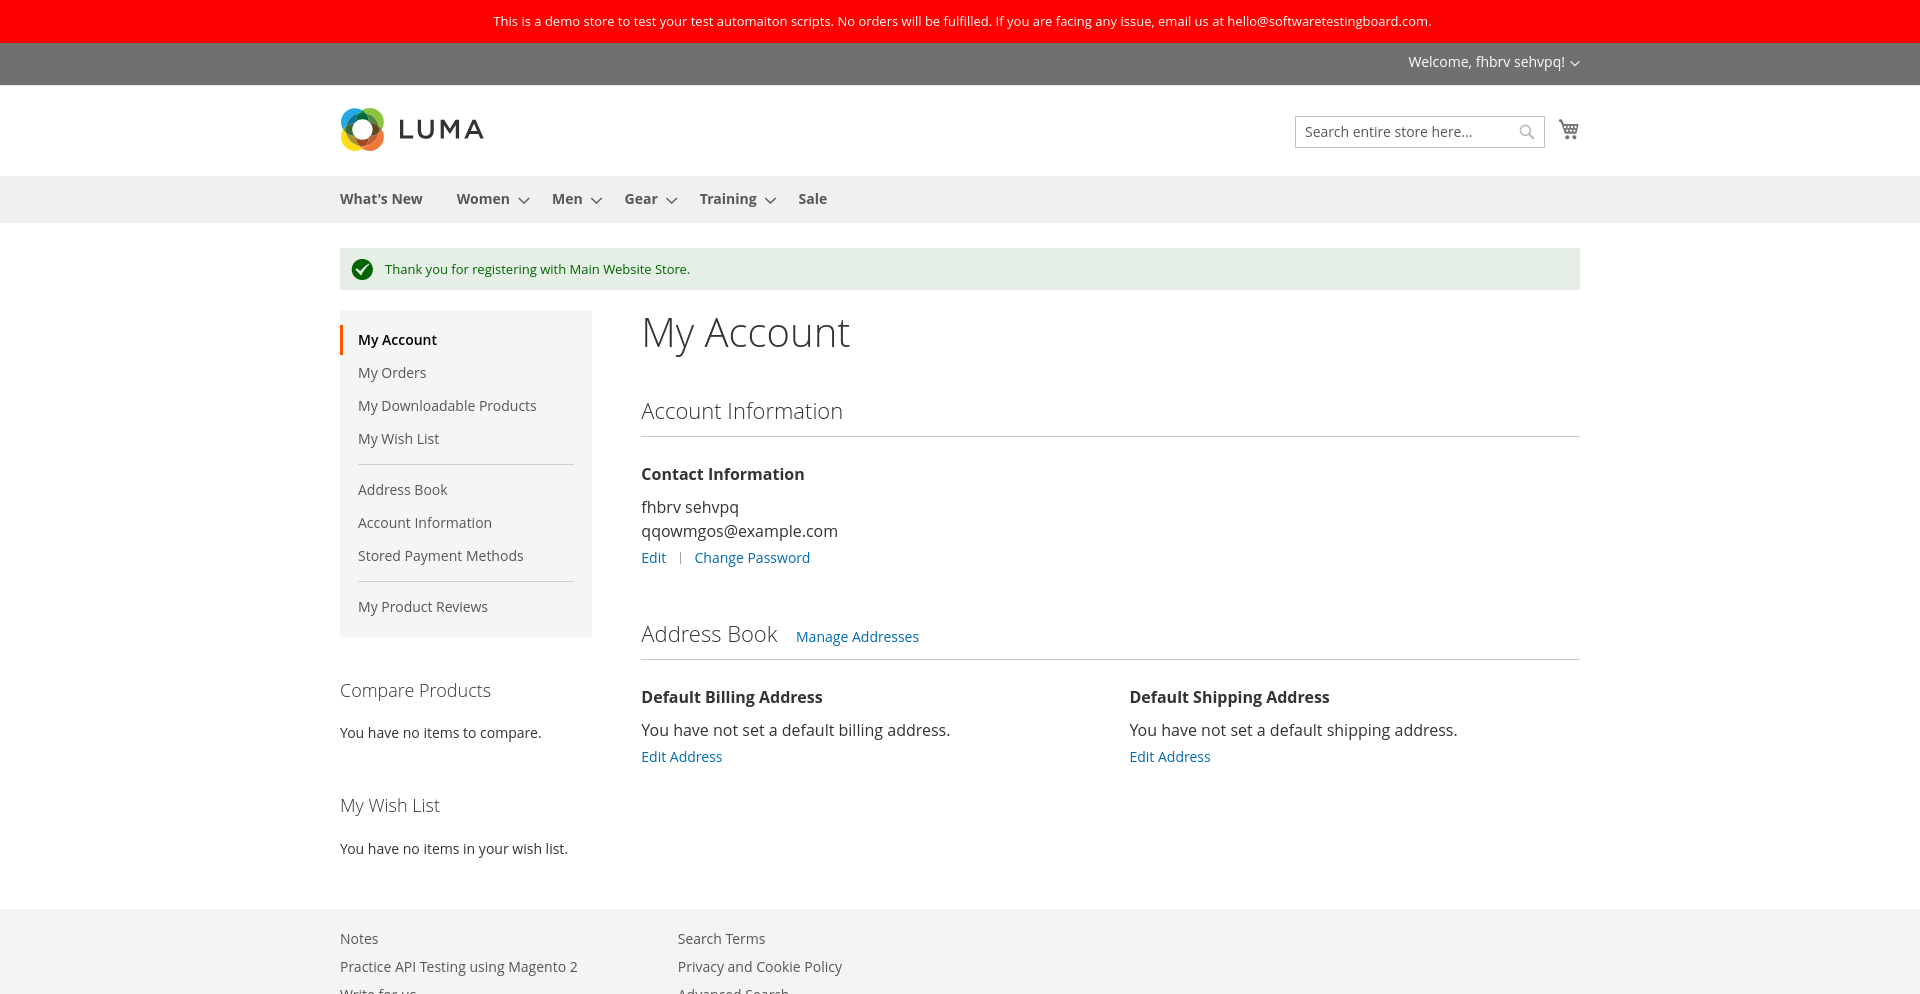 This is a demo store to test your test automaiton scripts. No orders will be fulfilled. If you are facing any issue, email us at hello@softwaretestingboard.com.
Welcome, fhbrv sehvpq!
LUMA
Search entire store here...
What's New
Women
Men
Gear
Training
Sale
Thank you for registering with Main Website Store.
My Account
My Orders
My Downloadable Products
My Wish List
Address Book
Account Information
Stored Payment Methods
My Product Reviews
Compare Products
You have no items to compare.
My Wish List
You have no items in your wish list.
My Account
Account Information
Contact Information
fhbrv sehvpq
qqowmgos@example.com
Edit | Change Password
Address Book Manage Addresses
Default Billing Address
You have not set a default billing address.
Edit Address
Default Shipping Address
You have not set a default shipping address.
Edit Address
Notes
Practice API Testing using Magento 2
Write for us
Search Terms
Privacy and Cookie Policy
Advanced Search